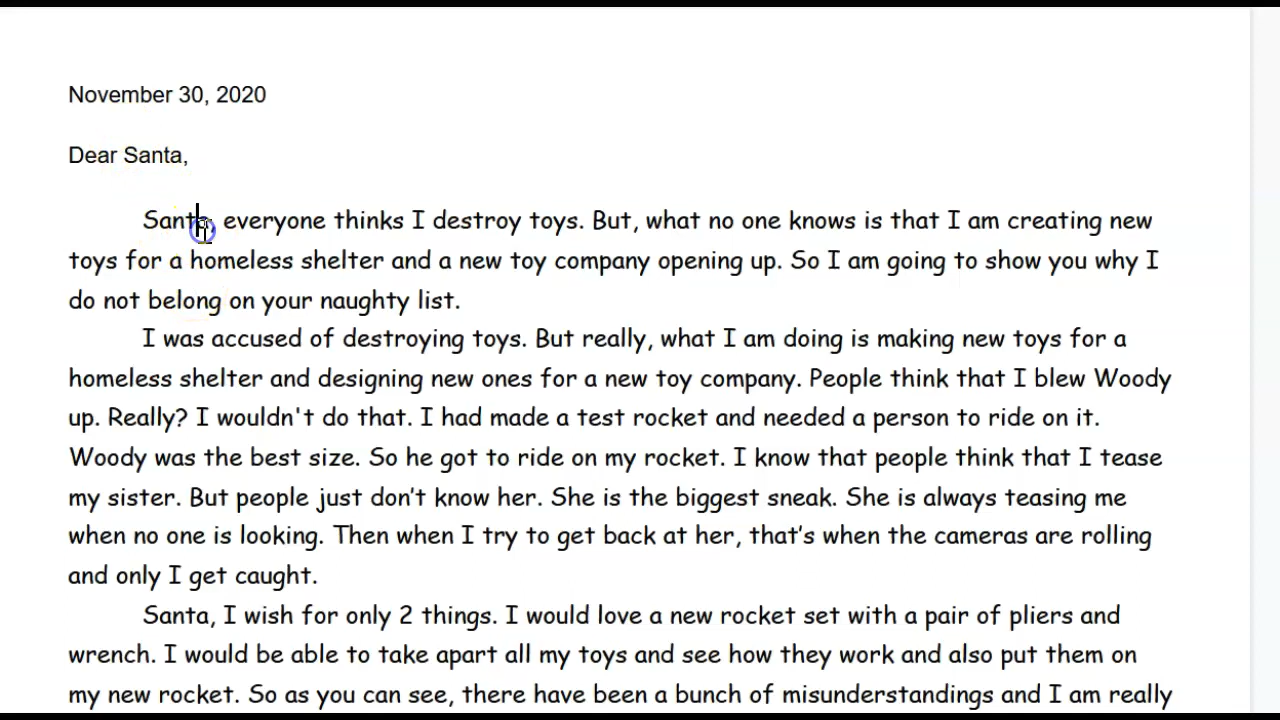 November 30, 2020
Dear Santa,
Santa, everyone thinks I destroy toys. But, what no one knows is that I am creating new
toys for a homeless shelter and a new toy company opening up. So I am going to show you why I
do not belong on your naughty list.
I was accused of destroying toys. But really, what I am doing is making new toys for a
homeless shelter and designing new ones for a new toy company. People think that I blew Woody
up. Really? I wouldn't do that. I had made a test rocket and needed a person to ride on it.
Woody was the best size. So he got to ride on my rocket. I know that people think that I tease
my sister. But people just don’t know her. She is the biggest sneak. She is always teasing me
when no one is looking. Then when I try to get back at her, that’s when the cameras are rolling
and only I get caught.
Santa, I wish for only 2 things. I would love a new rocket set with a pair of pliers and
wrench. I would be able to take apart all my toys and see how they work and also put them on
my new rocket. So as you can see, there have been a bunch of misunderstandings and I am really